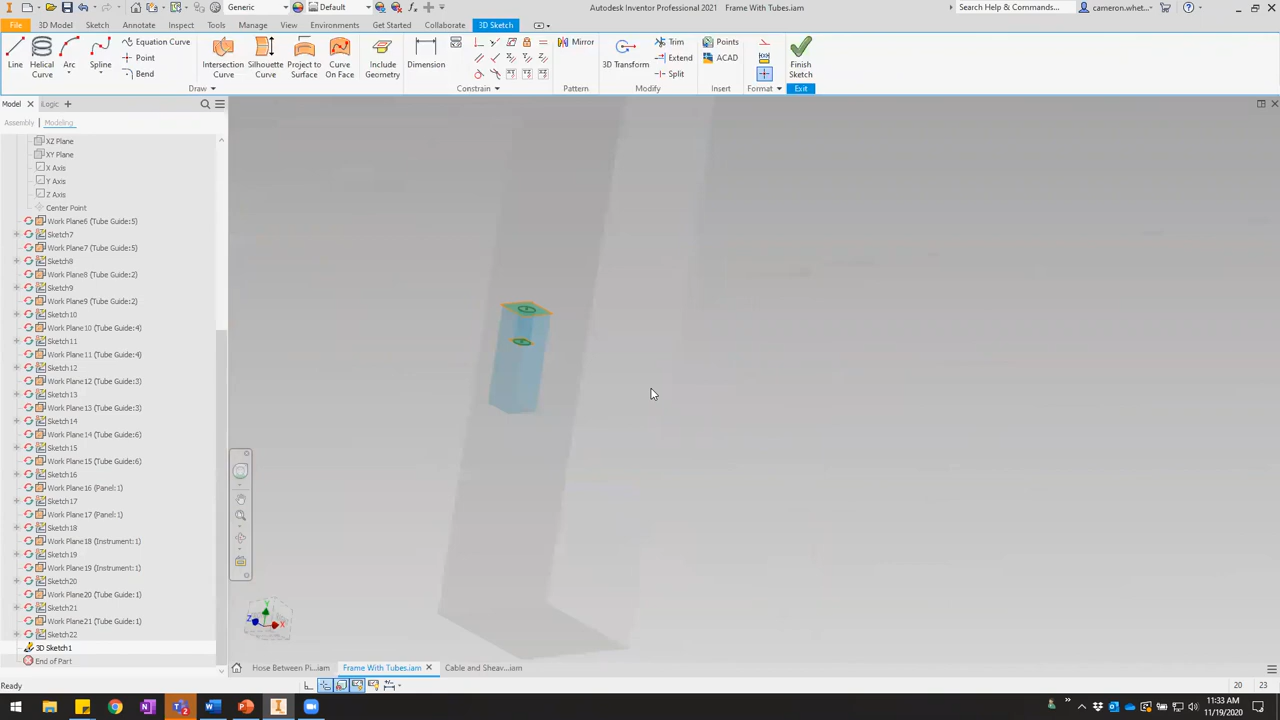 Generic
Default
Autodesk Inventor Professional 2021 Frame With Tubes.iam
Search Help & Commands...
cameron.whet...
File
3D Model
Sketch
Annotate
Inspect
Tools
Manage
View
Environments
Get Started
Collaborate
3D Sketch
Line
Helical Curve
Arc
Spline
Equation Curve
Point
Bend
Intersection Curve
Silhouette Curve
Project to Surface
Curve On Face
Include Geometry
Dimension
Mirror
3D Transform
Trim
Extend
Split
Points
ACAD
Finish Sketch
Draw
Constrain
Pattern
Modify
Insert
Format
Exit
Model
iLogic
Assembly
Modeling
XZ Plane
XY Plane
X Axis
Y Axis
Z Axis
Center Point
Work Plane6 (Tube Guide:5)
Sketch7
Work Plane7 (Tube Guide:5)
Sketch8
Work Plane8 (Tube Guide:2)
Sketch9
Work Plane9 (Tube Guide:2)
Sketch10
Work Plane10 (Tube Guide:4)
Sketch11
Work Plane11 (Tube Guide:4)
Sketch12
Work Plane12 (Tube Guide:3)
Sketch13
Work Plane13 (Tube Guide:3)
Sketch14
Work Plane14 (Tube Guide:6)
Sketch15
Work Plane15 (Tube Guide:6)
Sketch16
Work Plane16 (Panel:1)
Sketch17
Work Plane17 (Panel:1)
Sketch18
Work Plane18 (Instrument:1)
Sketch19
Work Plane19 (Instrument:1)
Sketch20
Work Plane20 (Tube Guide:1)
Sketch21
Work Plane21 (Tube Guide:1)
Sketch22
3D Sketch1
End of Part
Z
Y
X
Hose Between Pi...iam
Frame With Tubes.iam
Cable and Sheav...iam
Ready
20
23
11:33 AM
11/19/2020